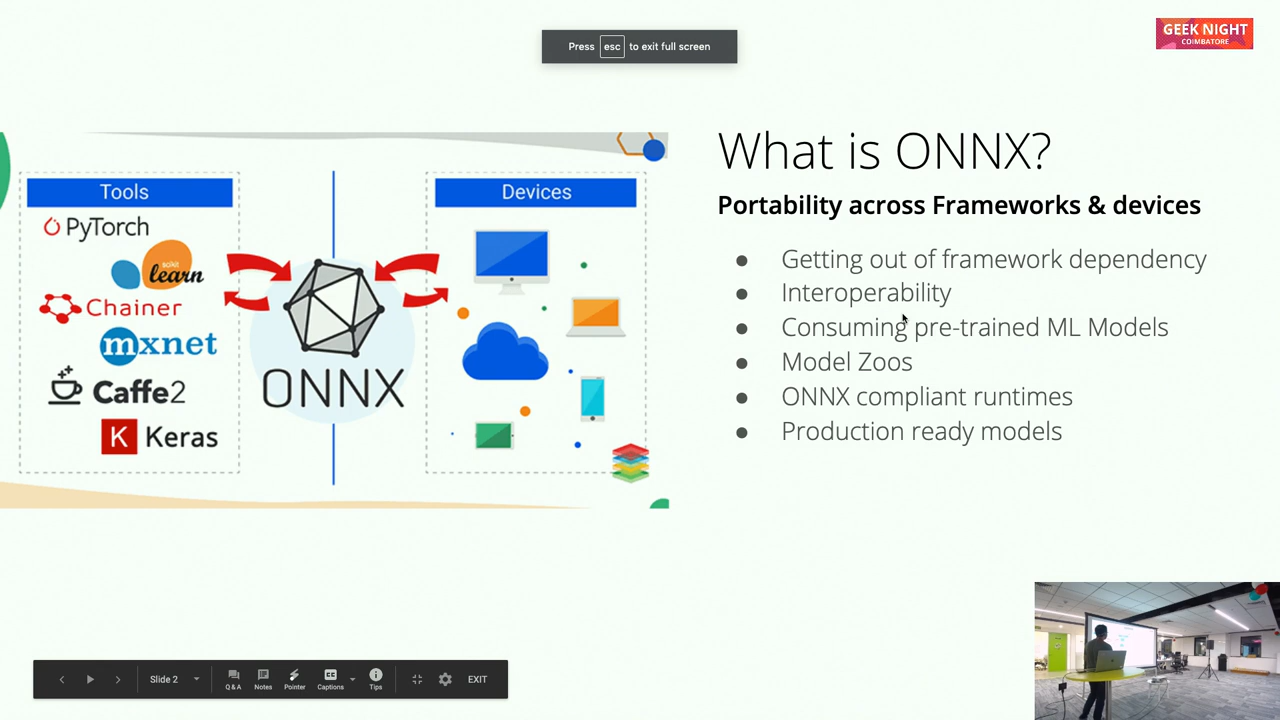 Press esc to exit full screen
GEEK NIGHT
COIMBATORE
Tools
PyTorch
scikit
learn
Chainer
mxnet
Caffe2
K Keras
ONNX
Devices
What is ONNX?
Portability across Frameworks & devices
● Getting out of framework dependency
● Interoperability
● Consuming pre-trained ML Models
● Model Zoos
● ONNX compliant runtimes
● Production ready models
Slide 2
Q & A
Notes
Pointer
CC
Captions
Tips
EXIT